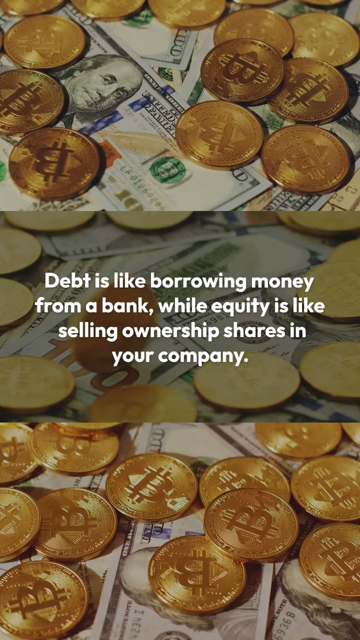 Debt is like borrowing money
from a bank, while equity is like
selling ownership shares in
your company.